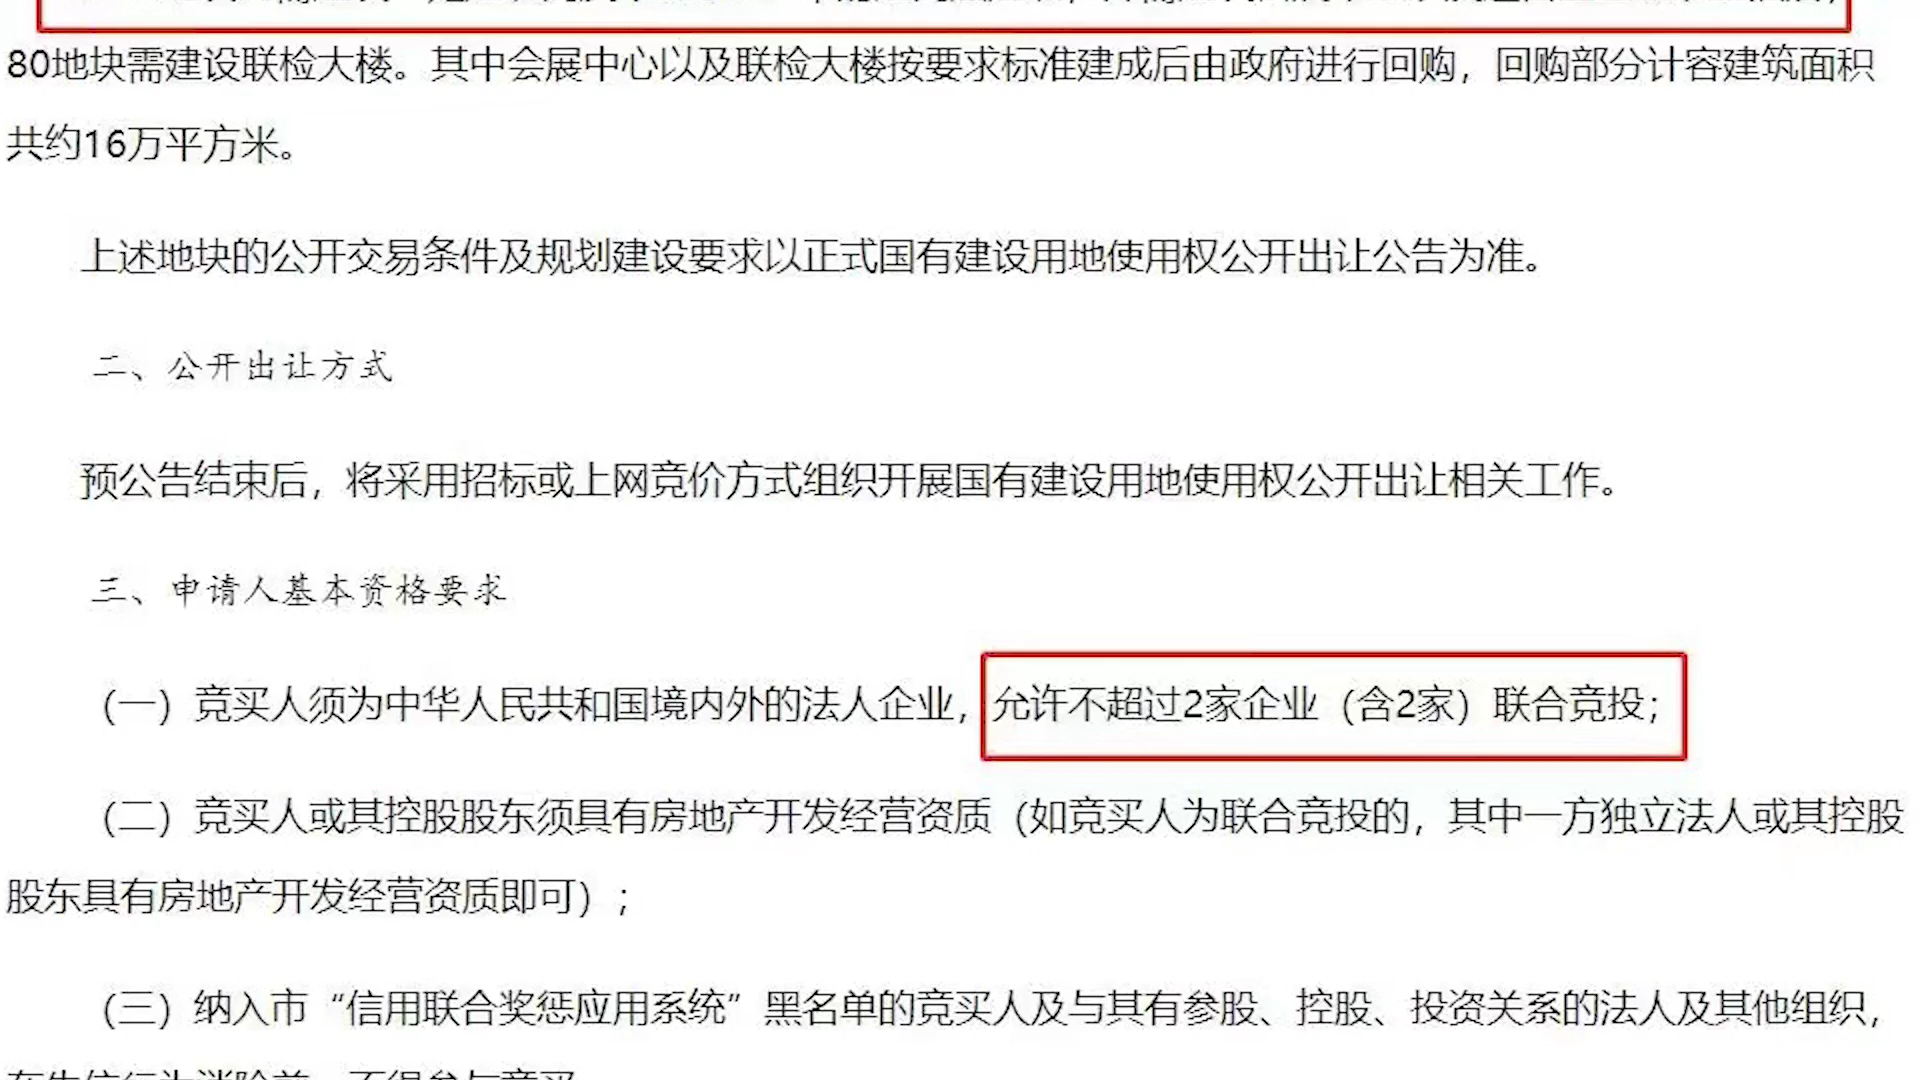 80地块需建设联检大楼。其中会展中心以及联检大楼按要求标准建成后由政府进行回购，回购部分计容建筑面积
共约16万平方米。
上述地块的公开交易条件及规划建设要求以正式国有建设用地使用权公开出让公告为准。
二、公开出让方式
预公告结束后，将采用招标或上网竞价方式组织开展国有建设用地使用权公开出让相关工作。
三、申请人基本资格要求
（一）竞买人须为中华人民共和国境内外的法人企业，允许不超过2家企业（含2家）联合竞投；
（二）竞买人或其控股股东须具有房地产开发经营资质（如竞买人为联合竞投的，其中一方独立法人或其控股
股东具有房地产开发经营资质即可）；
（三）纳入市“信用联合奖惩应用系统”黑名单的竞买人及与其有参股、控股、投资关系的法人及其他组织，